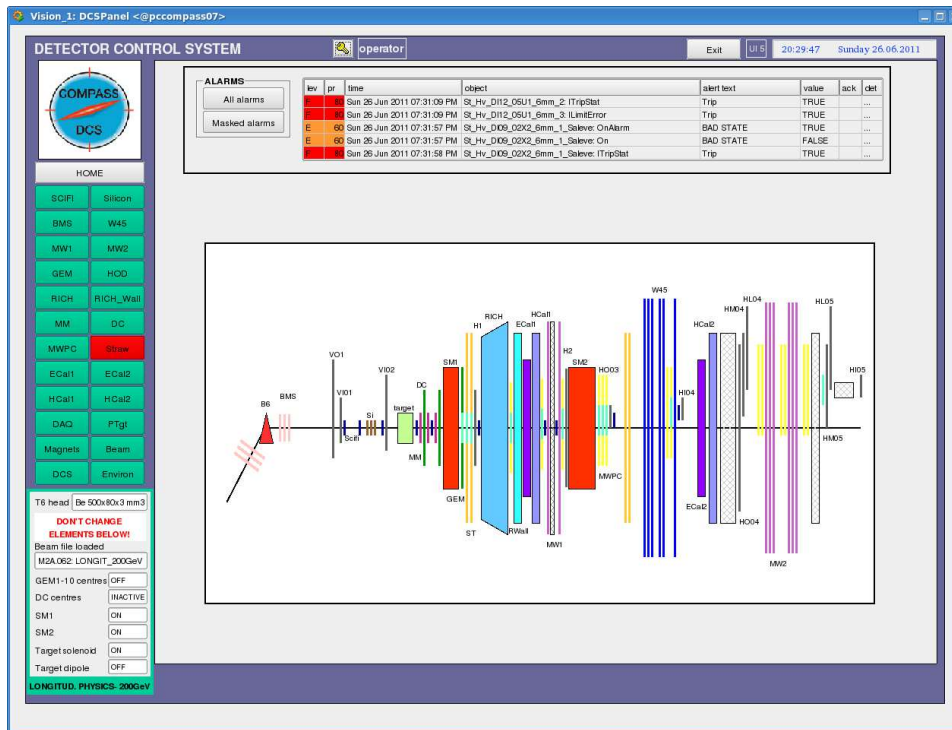 Vision_1: DCSPanel <@pccompass07>
DETECTOR CONTROL SYSTEM
operator
Exit
UI 5
20:29:47 Sunday 26.06.2011
COMPASS
DCS
ALARMS
All alarms
Masked alarms
lev pr time object alert text value ack det
F 80 Sun 26 Jun 2011 07:31:09 PM St_Hv_DI12_05U1_6mm_2: ITripStat Trip TRUE ...
F 80 Sun 26 Jun 2011 07:31:09 PM St_Hv_DI12_05U1_6mm_3: ILimitError Trip TRUE ...
E 60 Sun 26 Jun 2011 07:31:57 PM St_Hv_DI09_02X2_6mm_1_Saleve: OnAlarm BAD STATE TRUE ...
E 60 Sun 26 Jun 2011 07:31:57 PM St_Hv_DI09_02X2_6mm_1_Saleve: On BAD STATE FALSE ...
F 80 Sun 26 Jun 2011 07:31:58 PM St_Hv_DI09_02X2_6mm_1_Saleve: ITripStat Trip TRUE ...
HOME
SCIFI Silicon
BMS W45
MW1 MW2
GEM HOD
RICH RICH_Wall
MM DC
MWPC Straw
ECal1 ECal2
HCal1 HCal2
DAQ PTgt
Magnets Beam
DCS Environ
T6 head Be 500x80x3 mm3
DON'T CHANGE
ELEMENTS BELOW!
Beam file loaded
M2A.062: LONGIT_200GeV
GEM1-10 centres OFF
DC centres INACTIVE
SM1 ON
SM2 ON
Target solenoid ON
Target dipole OFF
LONGITUD. PHYSICS- 200GeV
W45
HL04 HL05
HM04
RICH HCal1
H1 ECal1 HCal2
VO1 H2
VI02 SM1 SM2 HO03 HI05
DC
BMS VI01 HI04
B6 Si target
Scifi HM05
MM MWPC
GEM ECal2
HO04
ST RWall
MW1 MW2